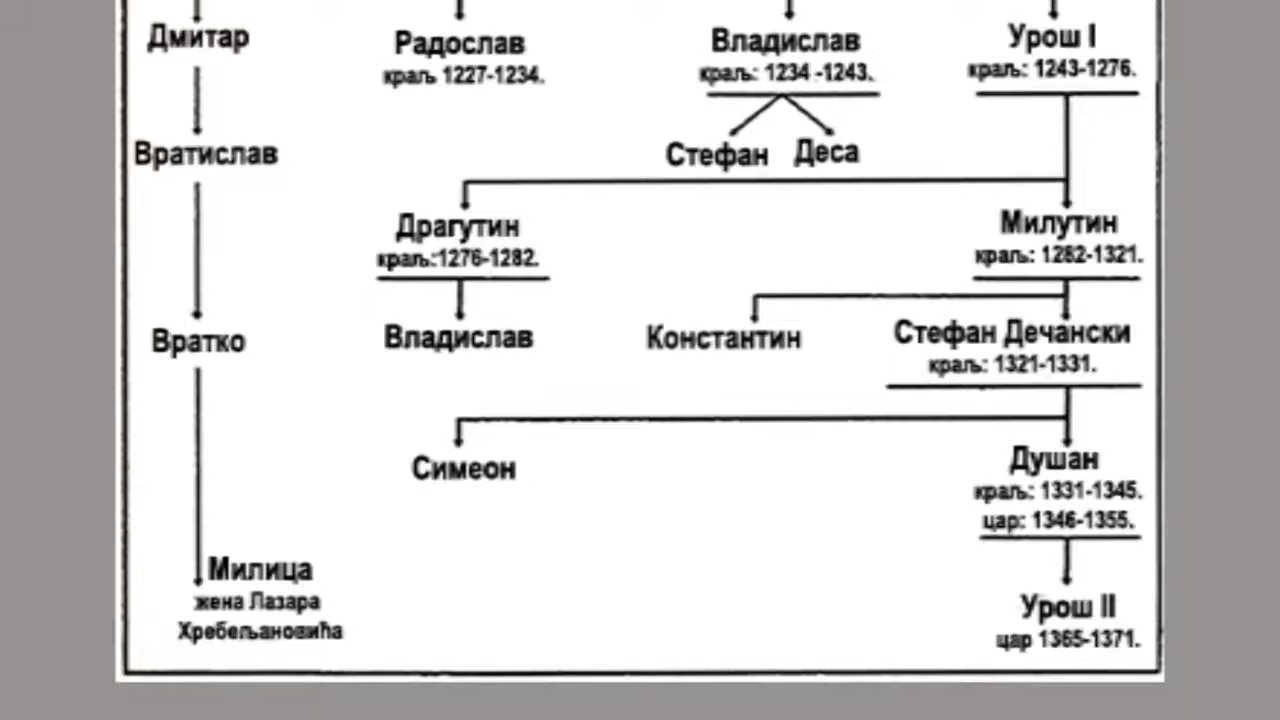 Дмитар
Радослав
краљ 1227-1234.
Владислав
краљ: 1234 -1243.
Урош I
краљ: 1243-1276.
Вратислав
Стефан
Деса
Драгутин
краљ:1276-1282.
Милутин
краљ: 1282-1321.
Вратко
Владислав
Константин
Стефан Дечански
краљ: 1321-1331.
Симеон
Душан
краљ: 1331-1345.
цар: 1346-1355.
Милица
жена Лазара
Хребељановића
Урош II
цар 1365-1371.